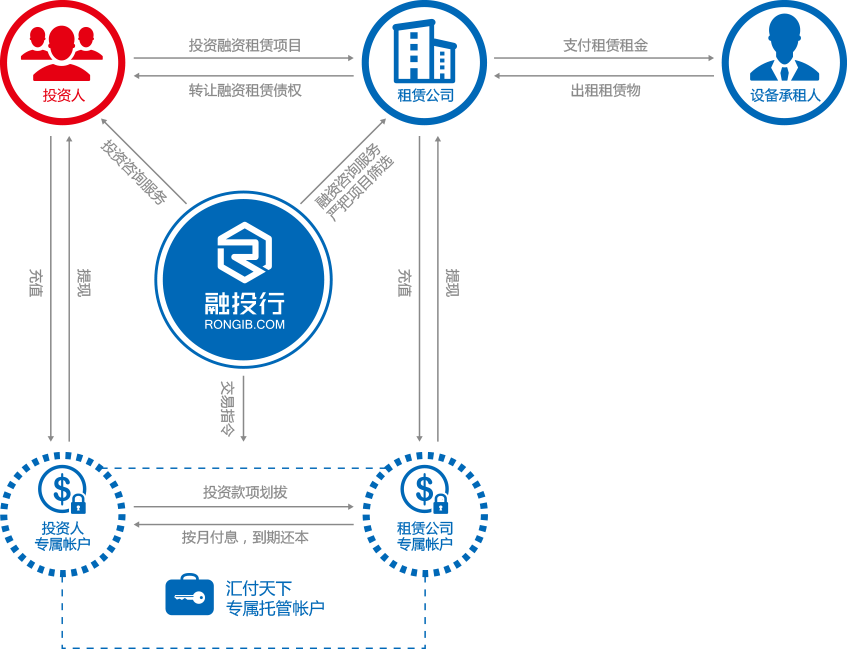 投资融资租赁项目
支付租赁租金
投资人
租赁公司
设备承租人
转让融资租赁债权
出租租赁物
投资咨询服务
融资咨询服务
严把项目筛选
充值
提现
融投行
RONGIB.COM
充值
提现
交易指令
投资款项划拔
投资人
专属帐户
租赁公司
专属帐户
按月付息，到期还本
汇付天下
专属托管帐户